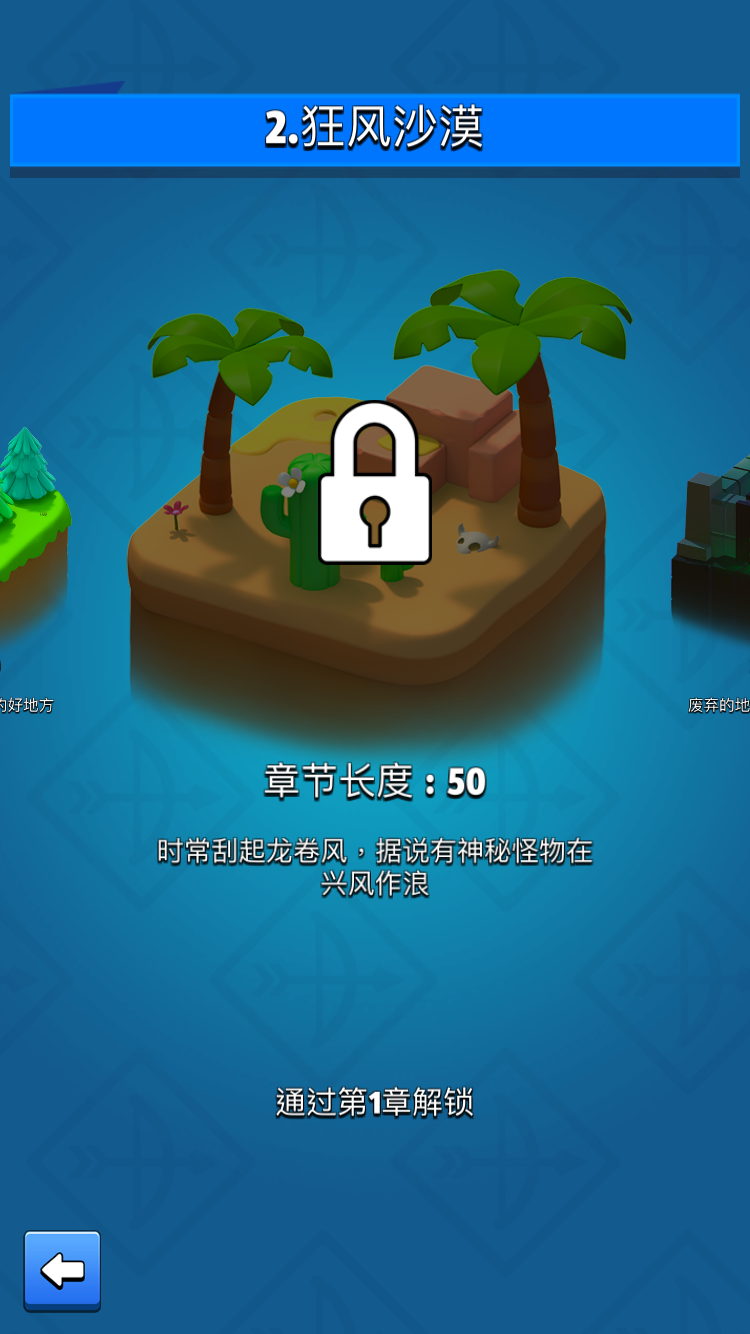 2.狂风沙漠
的好地方
废弃的地
章节长度：50
时常刮起龙卷风，据说有神秘怪物在
兴风作浪
通过第1章解锁